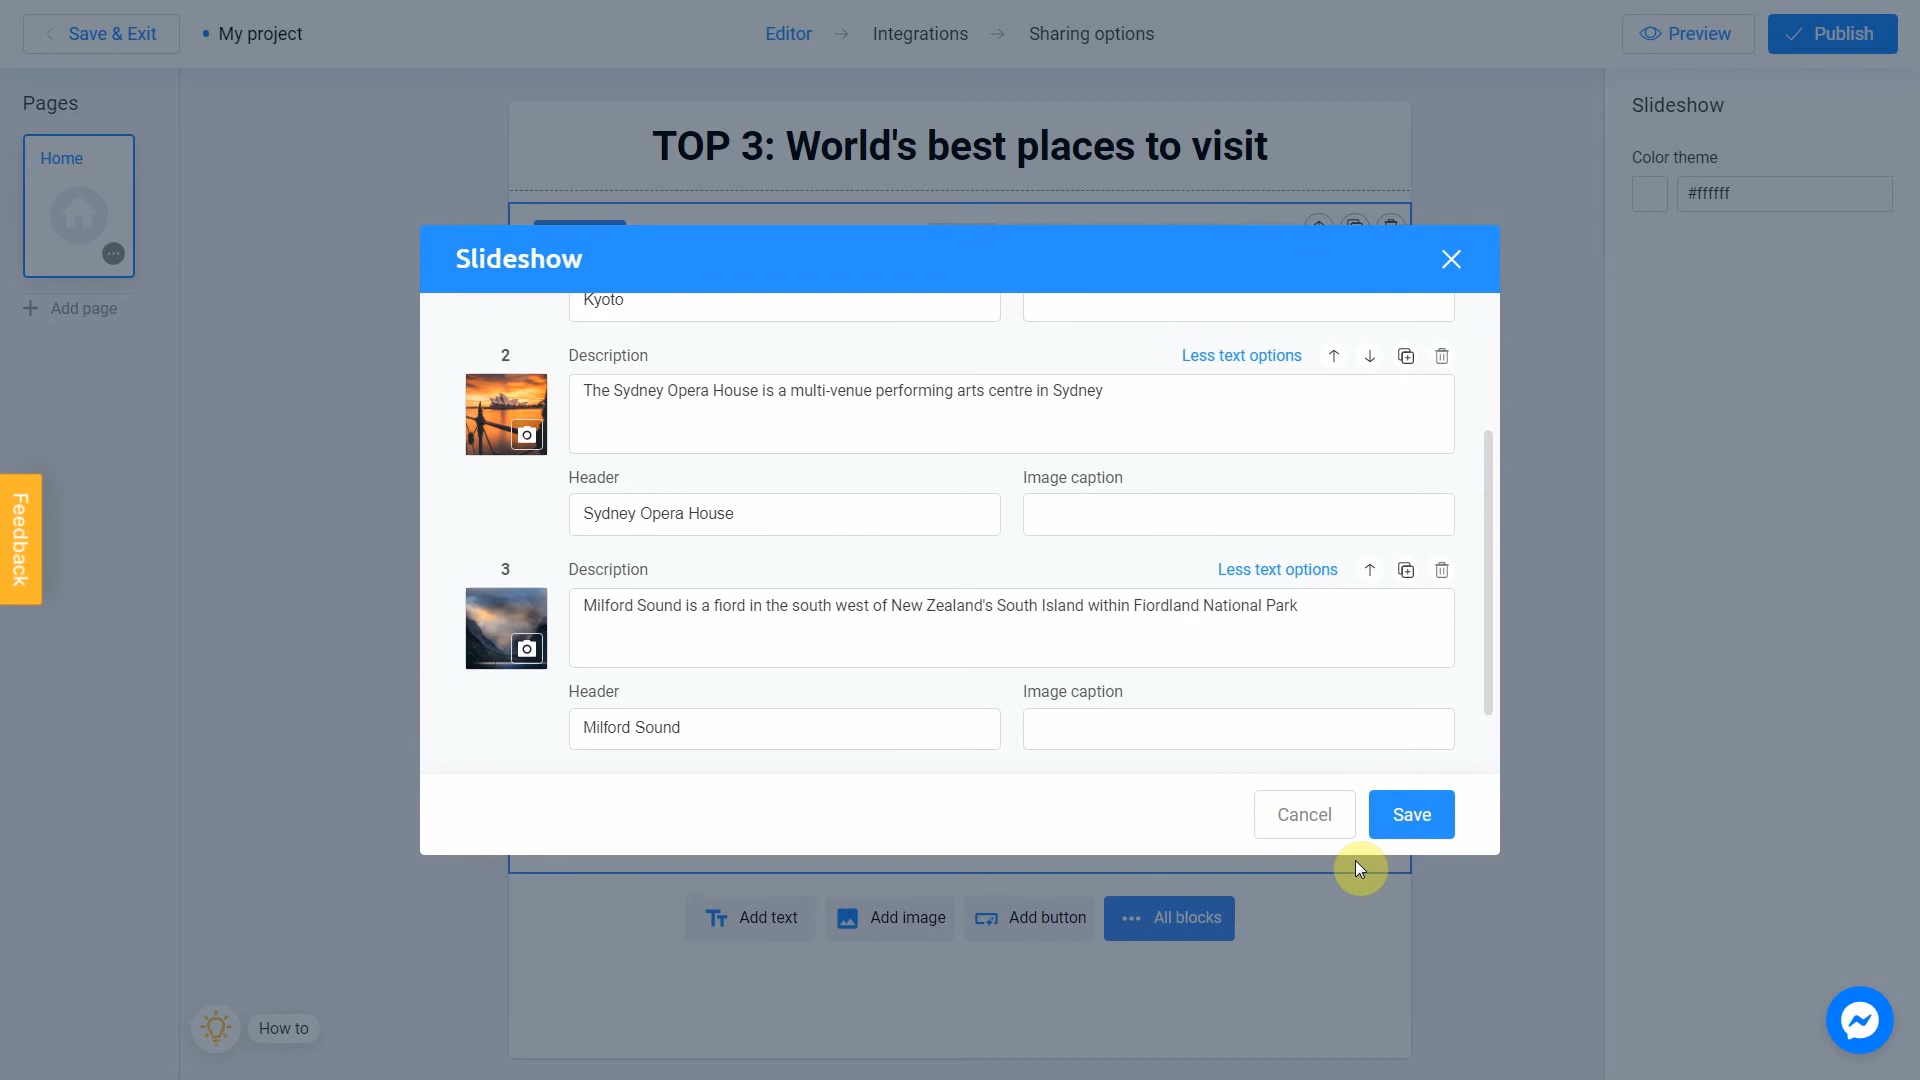 Save & Exit
My project
Editor
Integrations
Sharing options
Preview
Publish
Pages
Home
Add page
TOP 3: World's best places to visit
Slideshow
Color theme
#ffffff
Slideshow
Kyoto
2
Description
Less text options
The Sydney Opera House is a multi-venue performing arts centre in Sydney
Header
Image caption
Sydney Opera House
3
Description
Less text options
Milford Sound is a fiord in the south west of New Zealand's South Island within Fiordland National Park
Header
Image caption
Milford Sound
Cancel
Save
Feedback
Add text
Add image
Add button
All blocks
How to